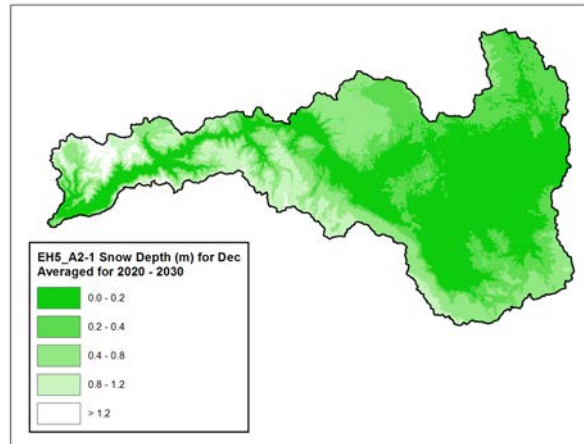 EH5_A2-1 Snow Depth (m) for Dec
Averaged for 2020 - 2030
0.0 - 0.2
0.2 - 0.4
0.4 - 0.8
0.8 - 1.2
> 1.2